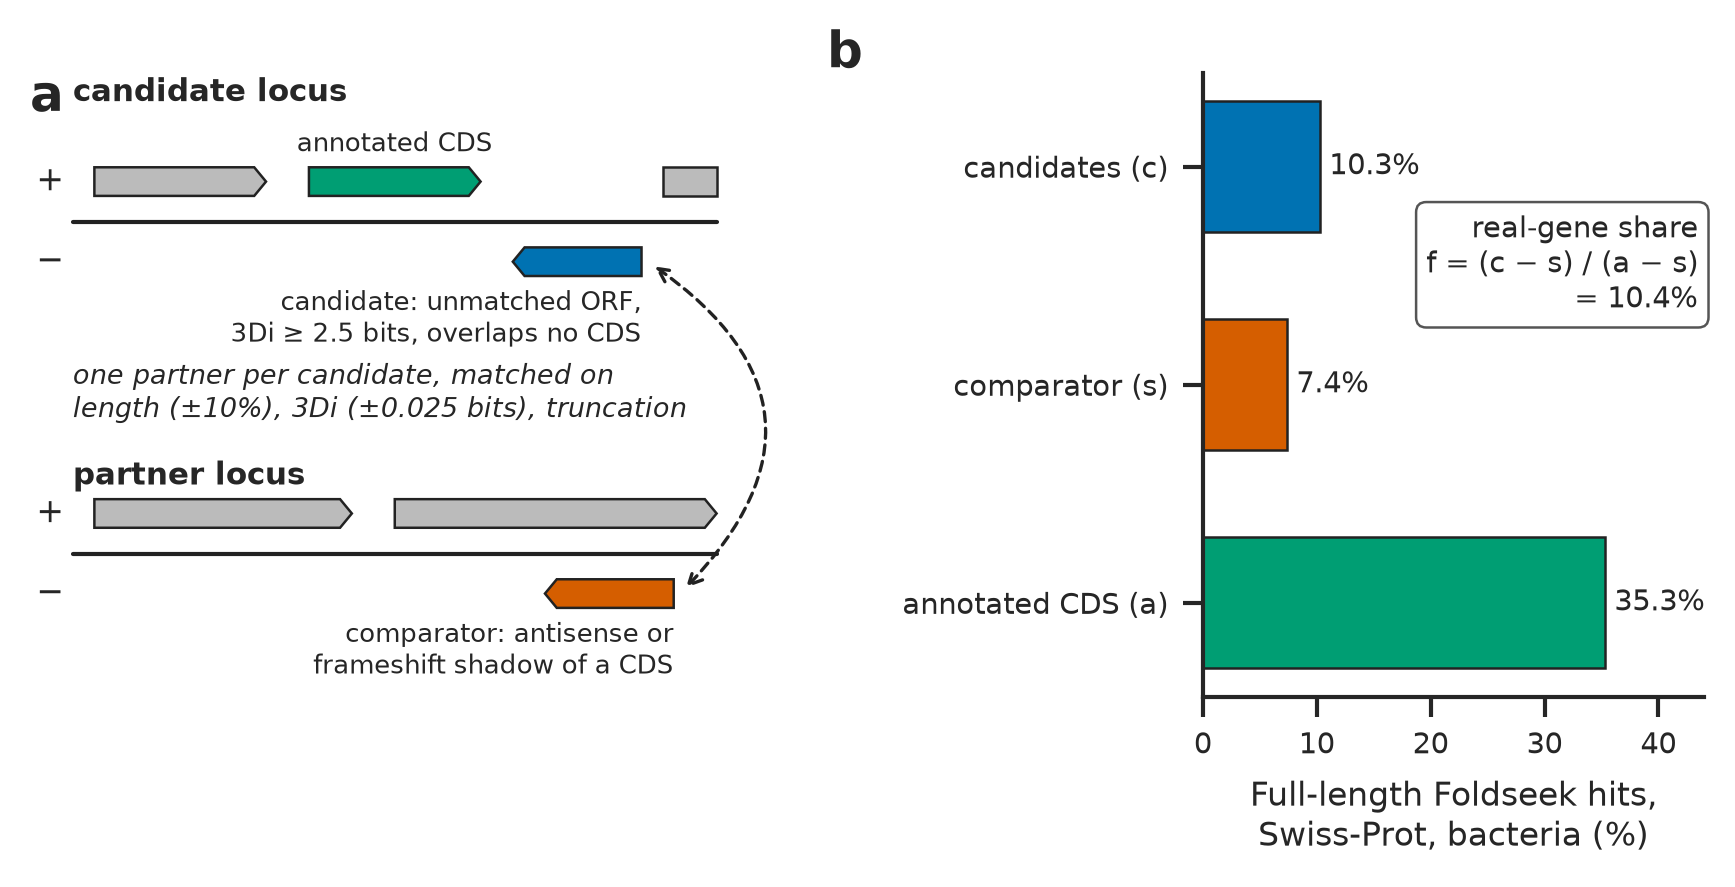 a candidate locus
annotated CDS
+
−
candidate: unmatched ORF,
3Di ≥ 2.5 bits, overlaps no CDS
one partner per candidate, matched on
length (±10%), 3Di (±0.025 bits), truncation
partner locus
+
−
comparator: antisense or
frameshift shadow of a CDS
b
candidates (c)
10.3%
real-gene share
f = (c − s) / (a − s)
= 10.4%
comparator (s)
7.4%
annotated CDS (a)
35.3%
0 10 20 30 40
Full-length Foldseek hits,
Swiss-Prot, bacteria (%)